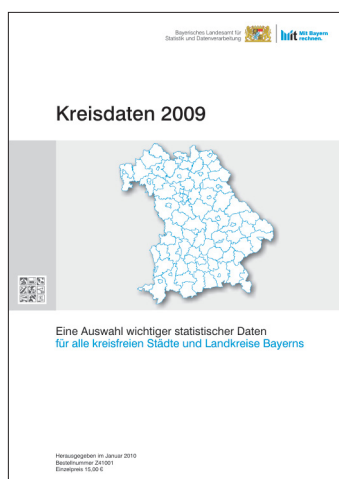 Bayerisches Landesamt für
Statistik und Datenverarbeitung
Mit Bayern
rechnen.
Kreisdaten 2009
Eine Auswahl wichtiger statistischer Daten
für alle kreisfreien Städte und Landkreise Bayerns
Herausgegeben im Januar 2010
Bestellnummer Z41001
Einzelpreis 15,00 €